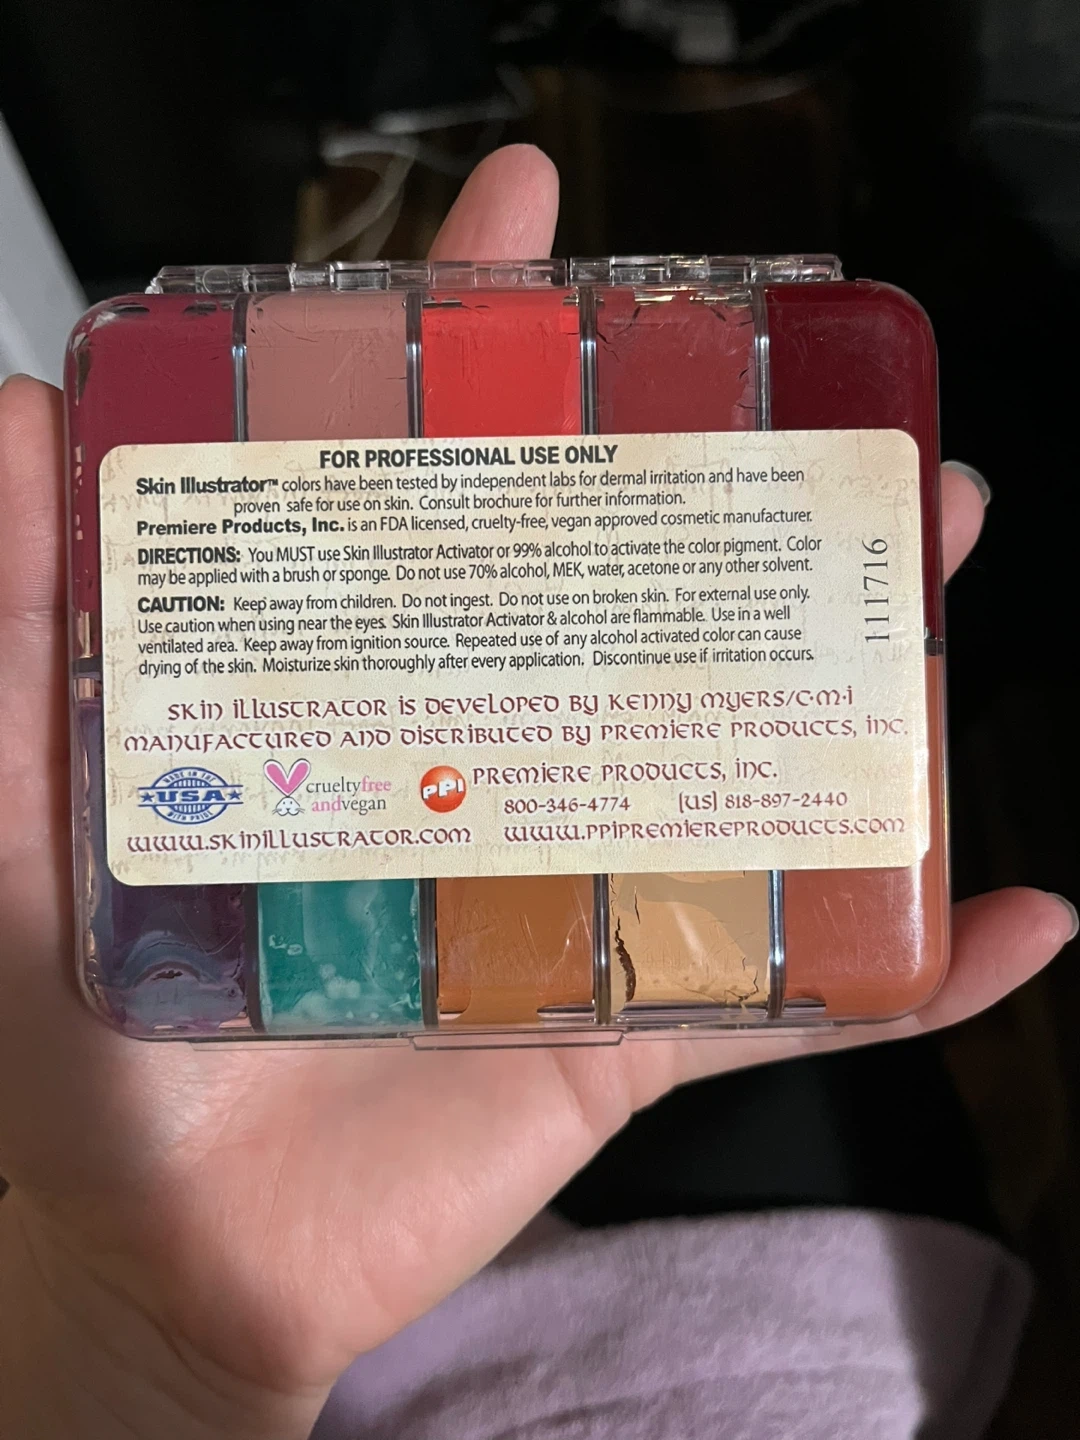 FOR PROFESSIONAL USE ONLY
Skin Illustrator™ colors have been tested by independent labs for dermal irritation and have been
proven safe for use on skin. Consult brochure for further information.
Premiere Products, Inc. is an FDA licensed, cruelty-free, vegan approved cosmetic manufacturer.
DIRECTIONS: You MUST use Skin Illustrator Activator or 99% alcohol to activate the color pigment. Color
may be applied with a brush or sponge. Do not use 70% alcohol, MEK, water, acetone or any other solvent.
CAUTION: Keep away from children. Do not ingest. Do not use on broken skin. For external use only.
Use caution when using near the eyes. Skin Illustrator Activator & alcohol are flammable. Use in a well
ventilated area. Keep away from ignition source. Repeated use of any alcohol activated color can cause
drying of the skin. Moisturize skin thoroughly after every application. Discontinue use if irritation occurs.
111716
SKIN ILLUSTRATOR IS DEVELOPED BY KENNY MYERS/C·M·I
MANUFACTURED AND DISTRIBUTED BY PREMIERE PRODUCTS, INC.
MADE IN THE
USA
WITH PRIDE
crueltyfree
andvegan
PPI
PREMIERE PRODUCTS, INC.
800-346-4774 [US] 818-897-2440
WWW.SKINILLUSTRATOR.COM WWW.PPIPREMIEREPRODUCTS.COM